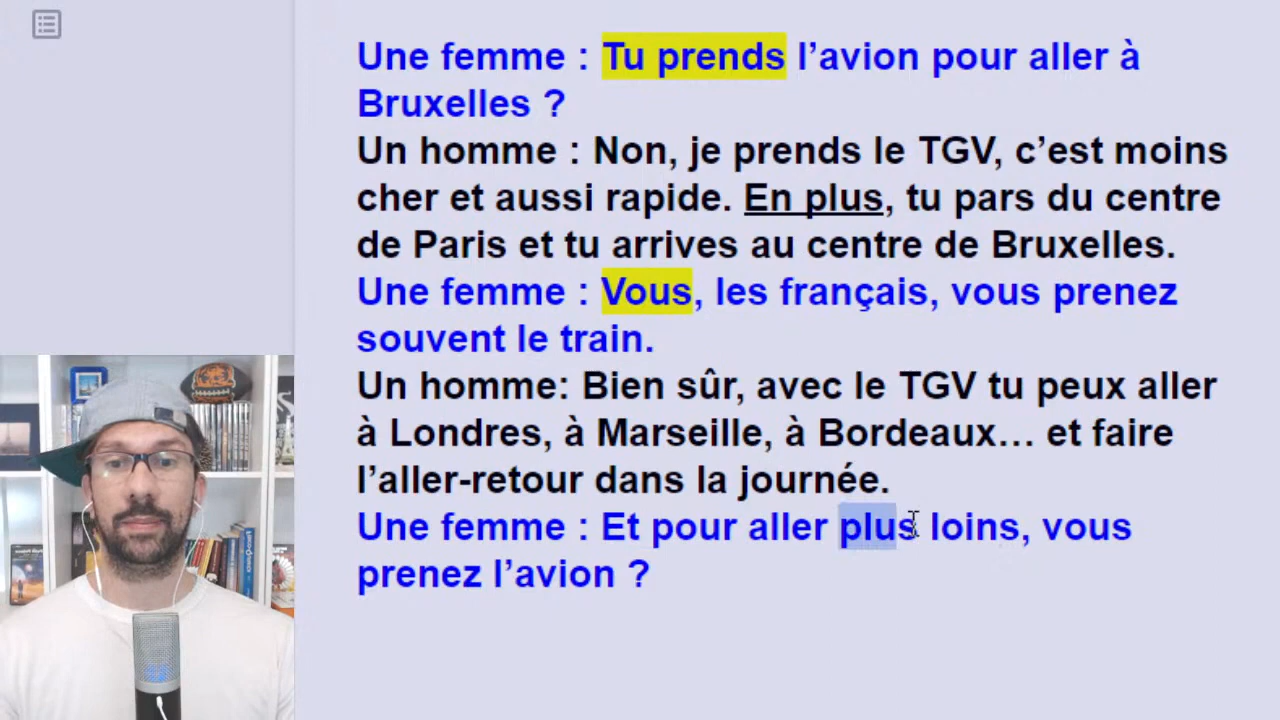 Une femme : Tu prends l’avion pour aller à
Bruxelles ?
Un homme : Non, je prends le TGV, c’est moins
cher et aussi rapide. En plus, tu pars du centre
de Paris et tu arrives au centre de Bruxelles.
Une femme : Vous, les français, vous prenez
souvent le train.
Un homme: Bien sûr, avec le TGV tu peux aller
à Londres, à Marseille, à Bordeaux… et faire
l’aller-retour dans la journée.
Une femme : Et pour aller plus loins, vous
prenez l’avion ?